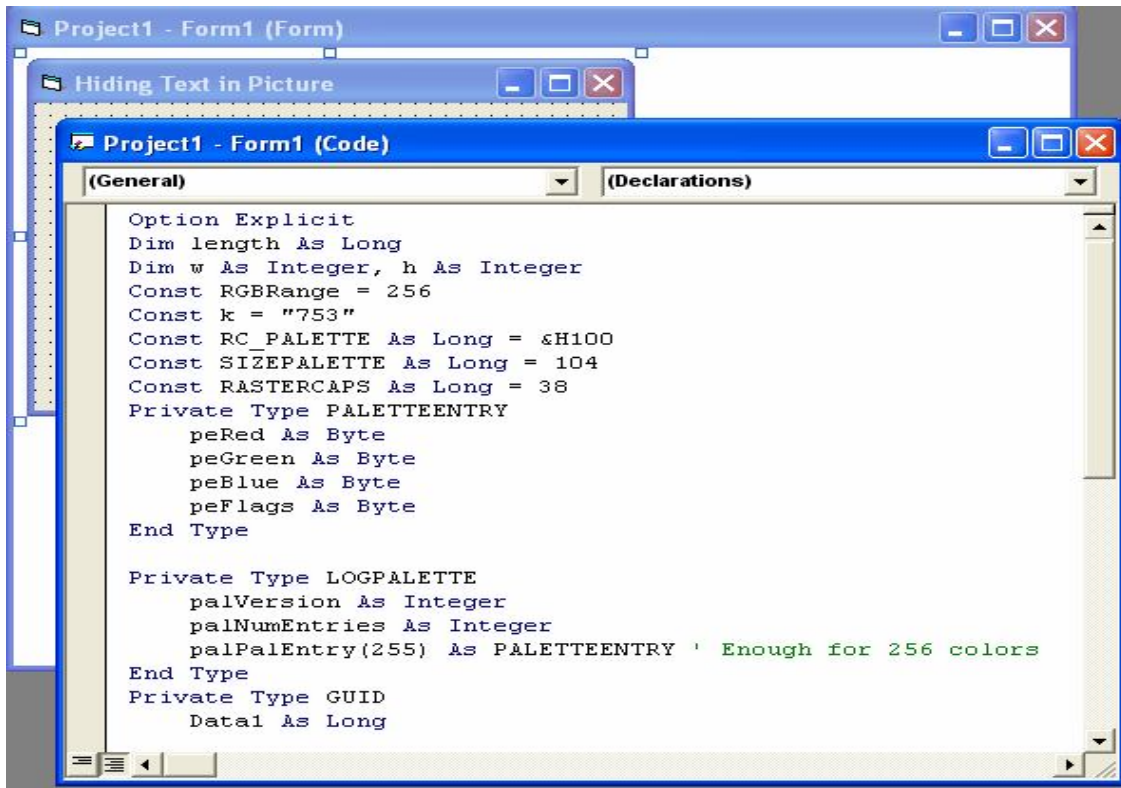 Project1 - Form1 (Form)
Hiding Text in Picture
Project1 - Form1 (Code)
(General) (Declarations)
Option Explicit
Dim length As Long
Dim w As Integer, h As Integer
Const RGBRange = 256
Const k = "753"
Const RC_PALETTE As Long = &H100
Const SIZEPALETTE As Long = 104
Const RASTERCAPS As Long = 38
Private Type PALETTEENTRY
    peRed As Byte
    peGreen As Byte
    peBlue As Byte
    peFlags As Byte
End Type

Private Type LOGPALETTE
    palVersion As Integer
    palNumEntries As Integer
    palPalEntry(255) As PALETTEENTRY ' Enough for 256 colors
End Type
Private Type GUID
    Data1 As Long